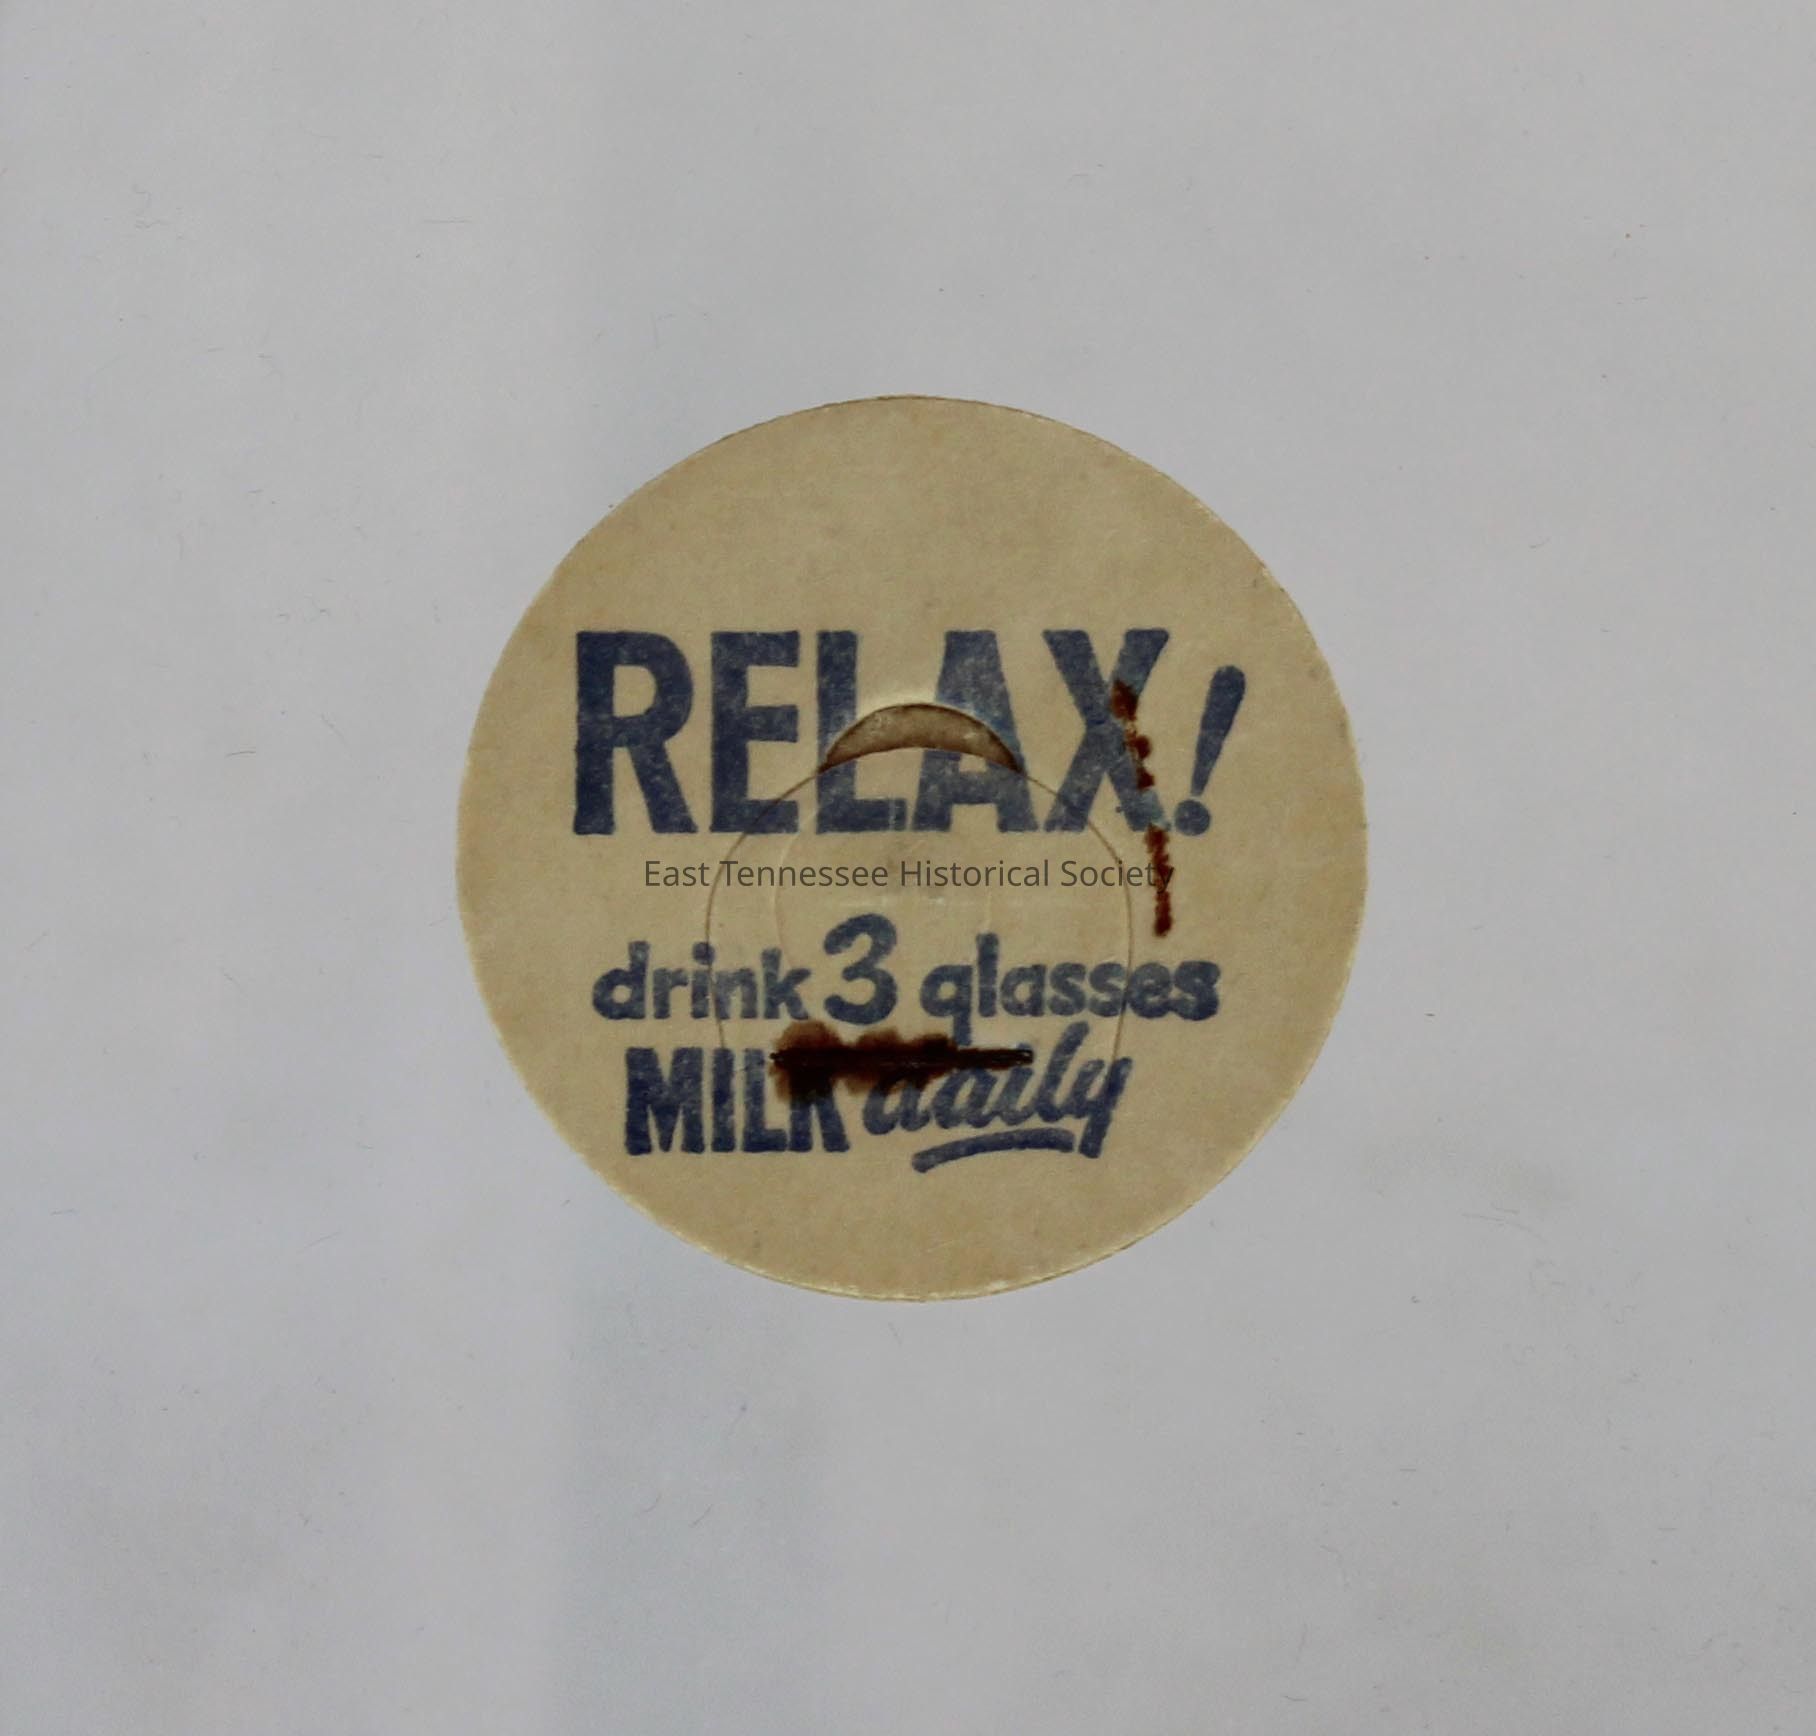 RELAX!
East Tennessee Historical Society
drink 3 glasses
MILK daily